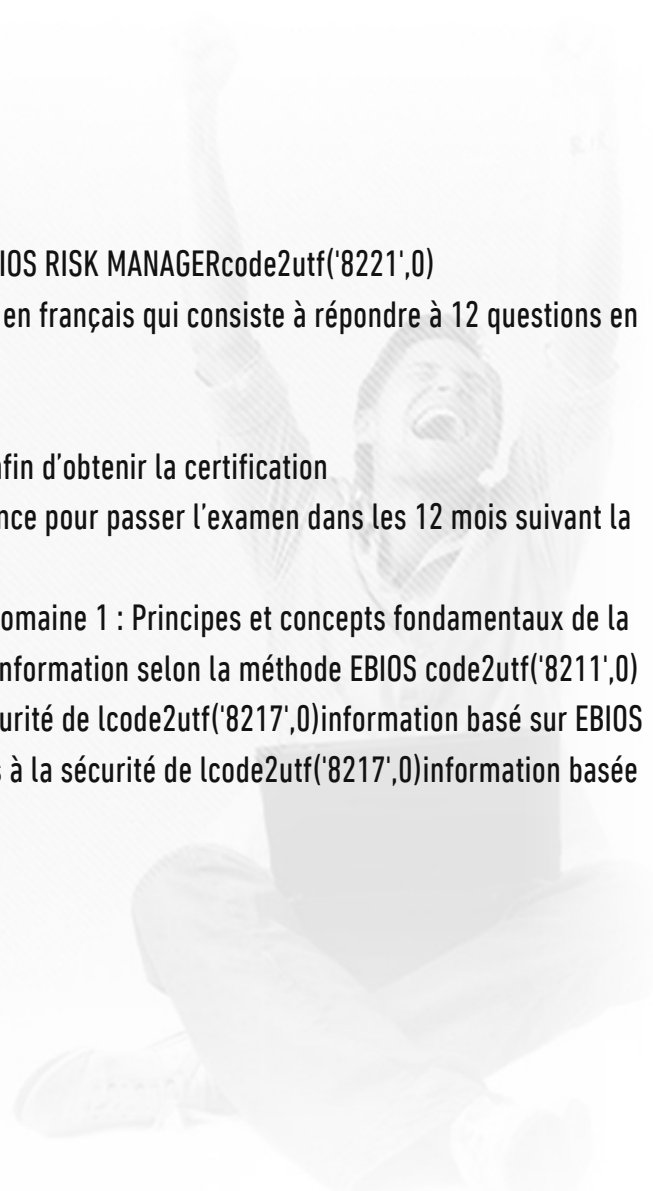 IOS RISK MANAGERcode2utf('8221',0)
en français qui consiste à répondre à 12 questions en
fin d’obtenir la certification
nce pour passer l’examen dans les 12 mois suivant la
omaine 1 : Principes et concepts fondamentaux de la
nformation selon la méthode EBIOS code2utf('8211',0)
urité de lcode2utf('8217',0)information basé sur EBIOS
s à la sécurité de lcode2utf('8217',0)information basée